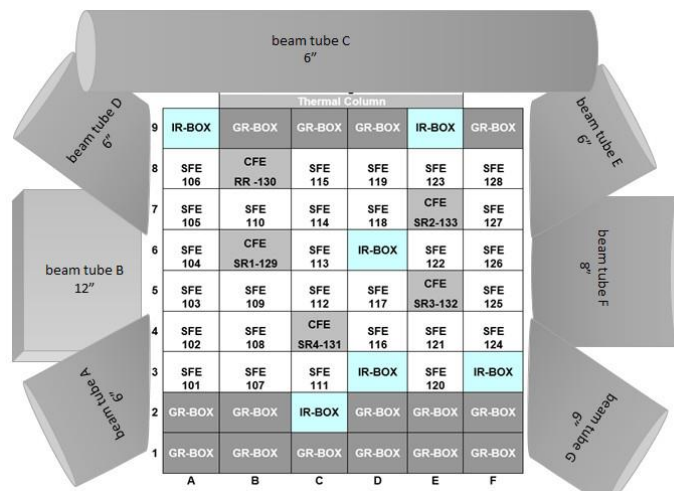 beam tube C
6"
beam tube D
6"
beam tube E
6"
Thermal Column
9 IR-BOX GR-BOX GR-BOX GR-BOX IR-BOX GR-BOX
8 SFE CFE SFE SFE SFE SFE
106 RR -130 115 119 123 128
7 SFE SFE SFE SFE CFE SFE
105 110 114 118 SR2-133 127
beam tube B
12"
6 SFE CFE SFE IR-BOX SFE SFE
104 SR1-129 113 122 126
beam tube F
8"
5 SFE SFE SFE SFE CFE SFE
103 109 112 117 SR3-132 125
4 SFE SFE CFE SFE SFE SFE
102 108 SR4-131 116 121 124
3 SFE SFE SFE IR-BOX SFE IR-BOX
101 107 111 120
beam tube A
6"
beam tube G
6"
2 GR-BOX GR-BOX IR-BOX GR-BOX GR-BOX GR-BOX
1 GR-BOX GR-BOX GR-BOX GR-BOX GR-BOX GR-BOX
A B C D E F